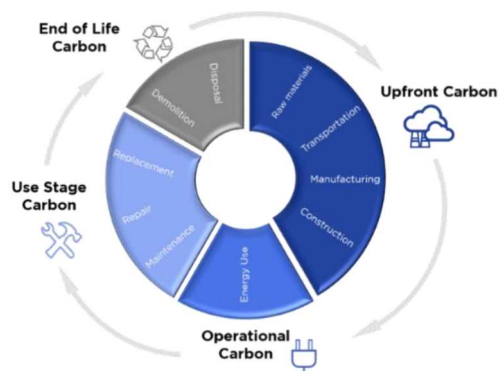 End of Life
Carbon
Disposal
Demolition
Raw materials
Transportation
Manufacturing
Construction
Upfront Carbon
Replacement
Repair
Maintenance
Use Stage
Carbon
Energy Use
Operational
Carbon